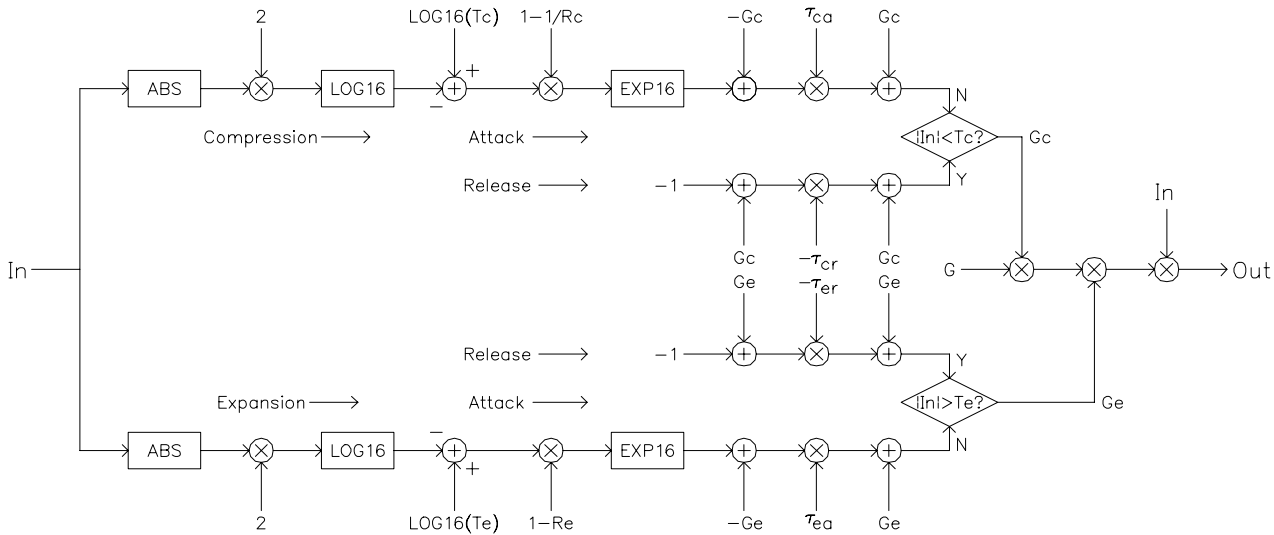 2 LOG16(Tc) 1-1/Rc -Gc τca Gc
ABS × LOG16 + - + × EXP16 + × + N
Compression Attack |In|<Tc? Gc
Release -1 + × + Y
In
Gc -τcr Gc
In G × × × Out
Ge -τer Ge
Release -1 + × + Y
Expansion Attack |In|>Te? Ge
ABS × LOG16 - + + × EXP16 + × + N
2 LOG16(Te) 1-Re -Ge τea Ge